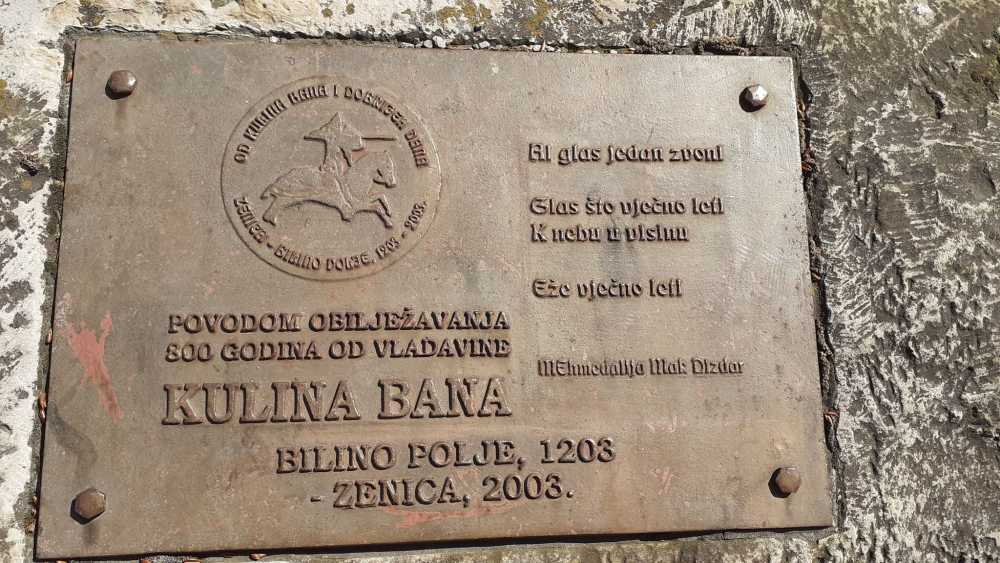 OD KULINA BANA I DOBRIJEH DANA
ZENICA - BILINO POLJE, 1203 - 2003.
POVODOM OBILJEŽAVANJA
800 GODINA OD VLADAVINE
KULINA BANA
BILINO POLJE, 1203
- ZENICA, 2003.
Al glas jedan zvoni
Glas što vječno leti
K nebu u visinu
Eže vječno leti
MEhmedalija Mak Dizdar